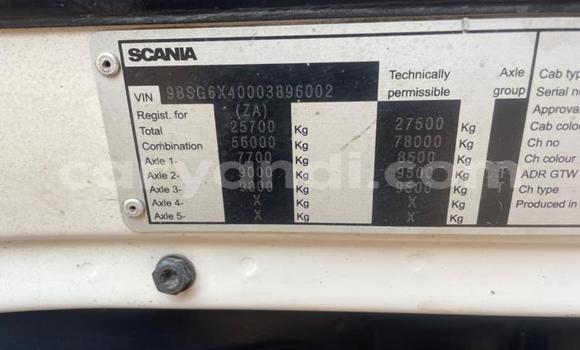 SCANIA
VIN 9BSG6X40003896002 Technically permissible Axle group
Regist. for (ZA)
Total 25700 Kg 27500 Kg
Combination 56000 Kg 78000 Kg
Axle 1- 7700 Kg 8500 Kg
Axle 2- 9000 Kg 9500 Kg
Axle 3- 9000 Kg 9500 Kg
Axle 4- X Kg X Kg
Axle 5- X Kg X Kg
Cab typ
Serial no
Approva
Cab colou
Ch no
Ch colour
ADR GTW
Ch type
Produced in